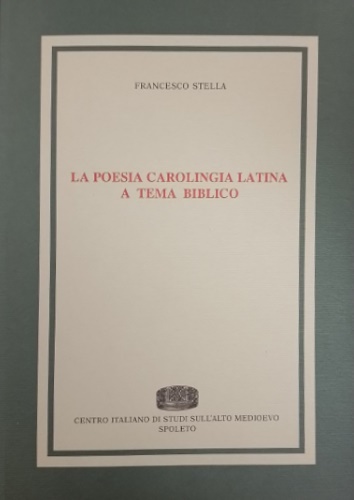 FRANCESCO STELLA
LA POESIA CAROLINGIA LATINA
A TEMA BIBLICO
CENTRO ITALIANO DI STUDI SULL'ALTO MEDIOEVO
SPOLETO